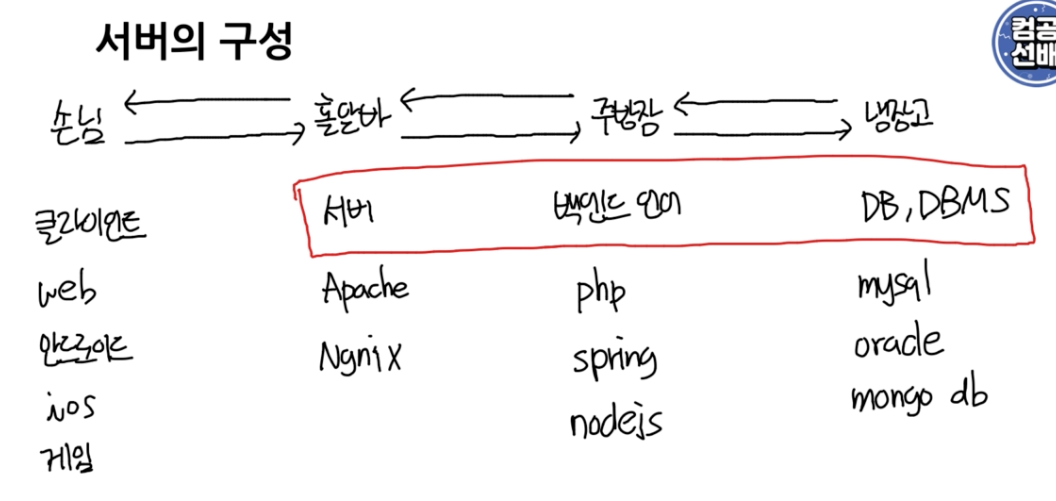 서버의 구성
컴공
선배
손님 홀알바 주방장 냉장고
클라이언트 서버 백엔드 언어 DB, DBMS
web Apache php mysql
안드로이드 Ngnix spring oracle
ios nodejs mongo db
게임